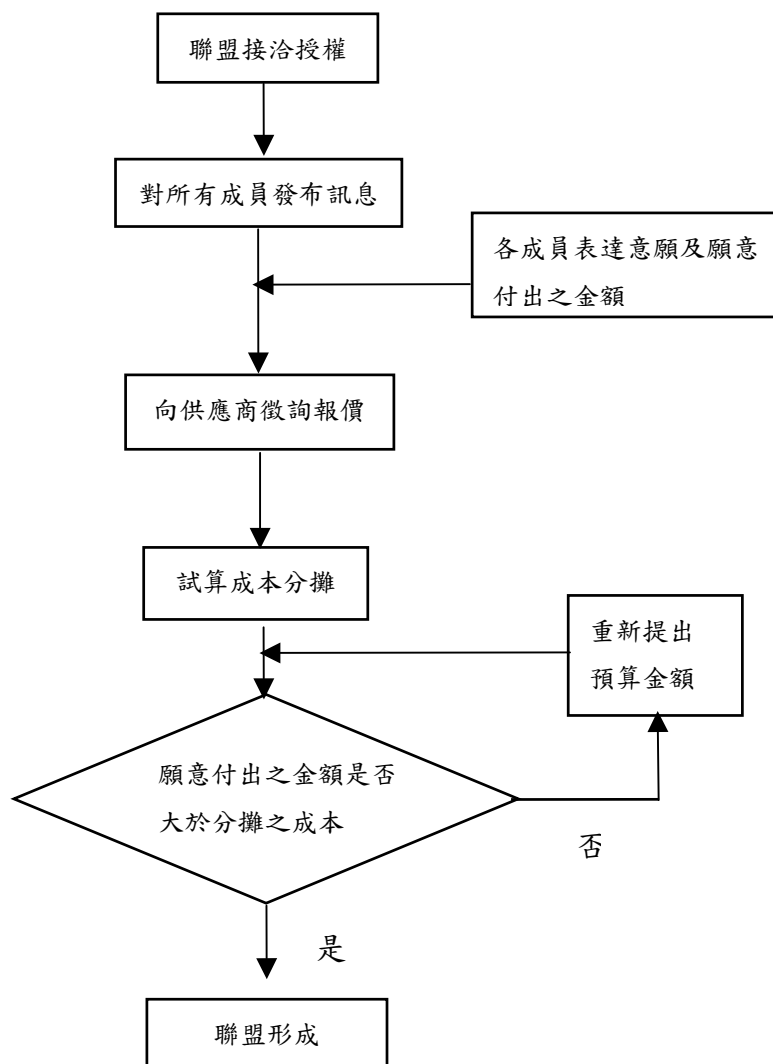 聯盟接洽授權
對所有成員發布訊息
各成員表達意願及願意
付出之金額
向供應商徵詢報價
試算成本分攤
重新提出
預算金額
願意付出之金額是否
大於分攤之成本
否
是
聯盟形成